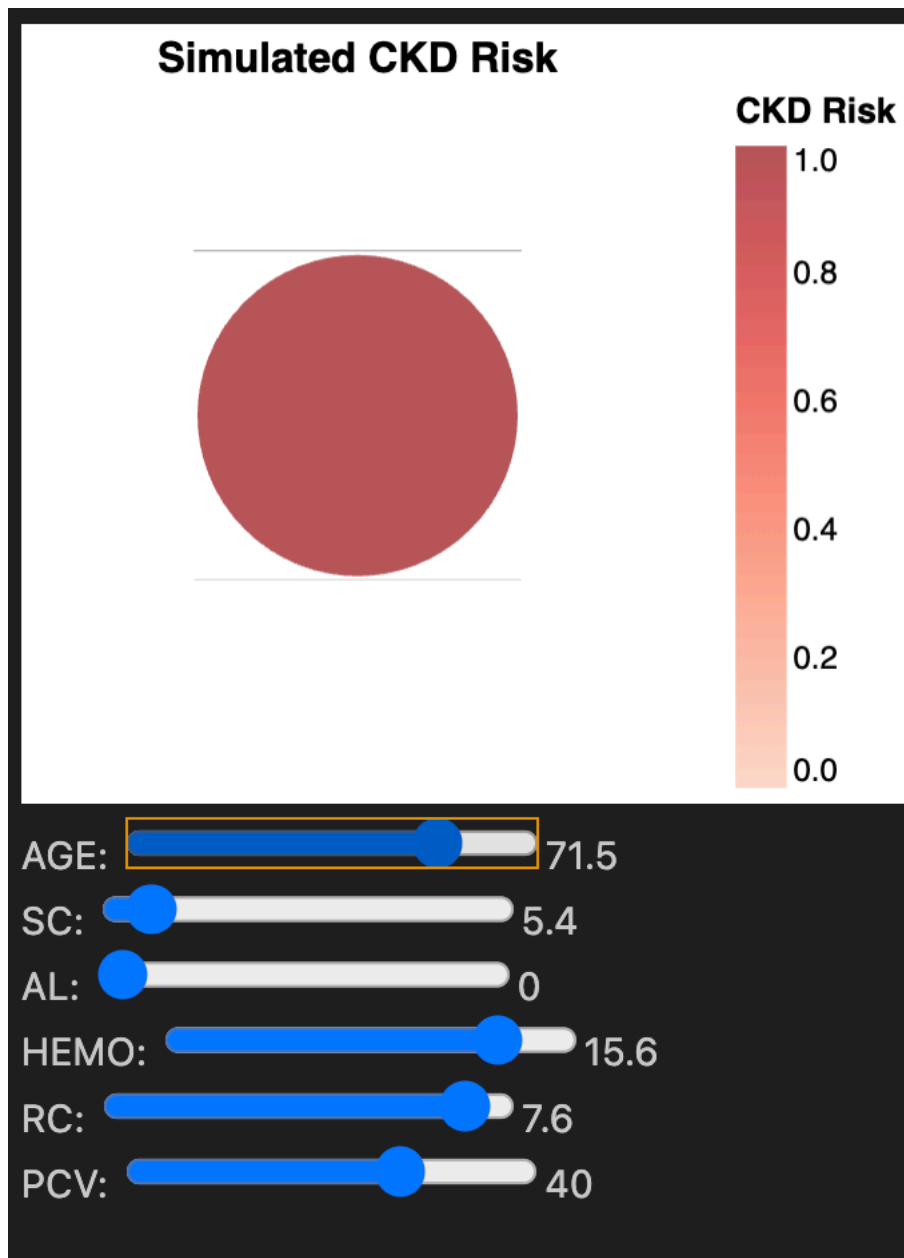 Simulated CKD Risk
CKD Risk
1.0
0.8
0.6
0.4
0.2
0.0
AGE: 71.5
SC: 5.4
AL: 0
HEMO: 15.6
RC: 7.6
PCV: 40